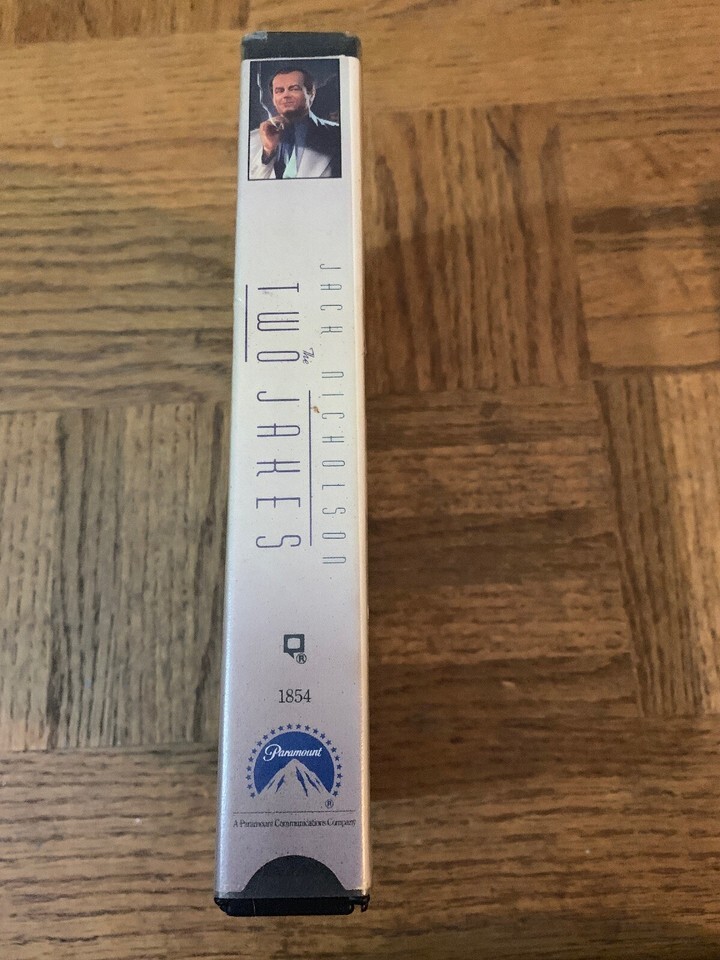 JACK NICHOLSON
The
TWO JAKES
®
1854
Paramount
®
A Paramount Communications Company